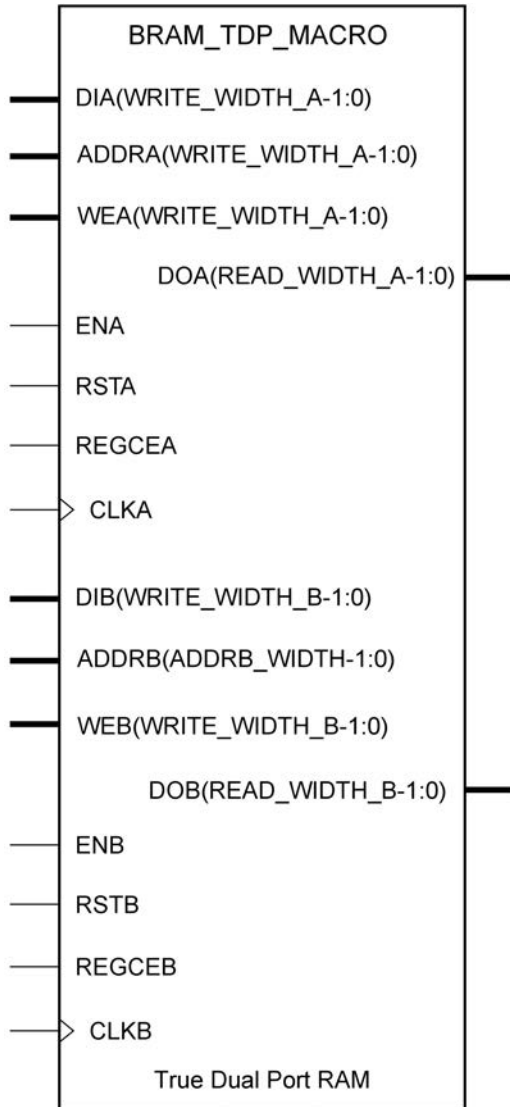 BRAM_TDP_MACRO
DIA(WRITE_WIDTH_A-1:0)
ADDRA(WRITE_WIDTH_A-1:0)
WEA(WRITE_WIDTH_A-1:0)
DOA(READ_WIDTH_A-1:0)
ENA
RSTA
REGCEA
CLKA
DIB(WRITE_WIDTH_B-1:0)
ADDRB(ADDRB_WIDTH-1:0)
WEB(WRITE_WIDTH_B-1:0)
DOB(READ_WIDTH_B-1:0)
ENB
RSTB
REGCEB
CLKB
True Dual Port RAM